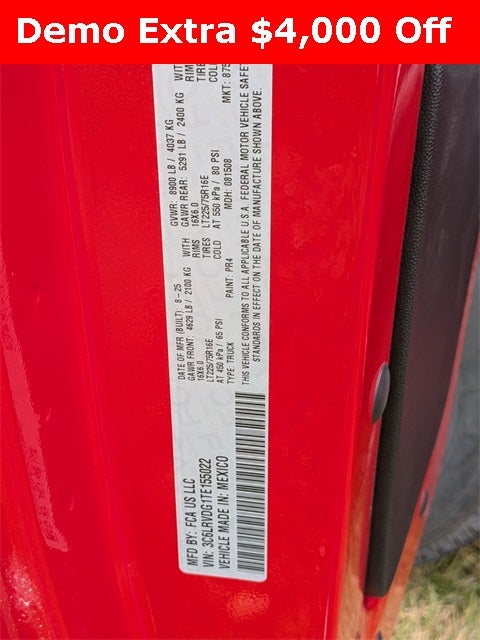 Demo Extra $4,000 Off
MFD BY: FCA US LLC
VIN: 3C6LRVDG1TE155022
VEHICLE MADE IN: MEXICO
DATE OF MFR (BUILT): 8-25 GVWR: 8900 LB / 4037 KG
GAWR FRONT: 4629 LB / 2100 KG WITH GAWR REAR: 5291 LB / 2400 KG WITH
16X6.0 RIMS 16X6.0 RIMS
LT225/75R16E TIRES LT225/75R16E TIRES
AT 450 kPa / 65 PSI COLD AT 550 kPa / 80 PSI COLD
TYPE: TRUCK PAINT: PR4 MDH: 081508 MKT:
THIS VEHICLE CONFORMS TO ALL APPLICABLE U.S.A. FEDERAL MOTOR VEHICLE
STANDARDS IN EFFECT ON THE DATE OF MANUFACTURE SHOWN ABOVE.